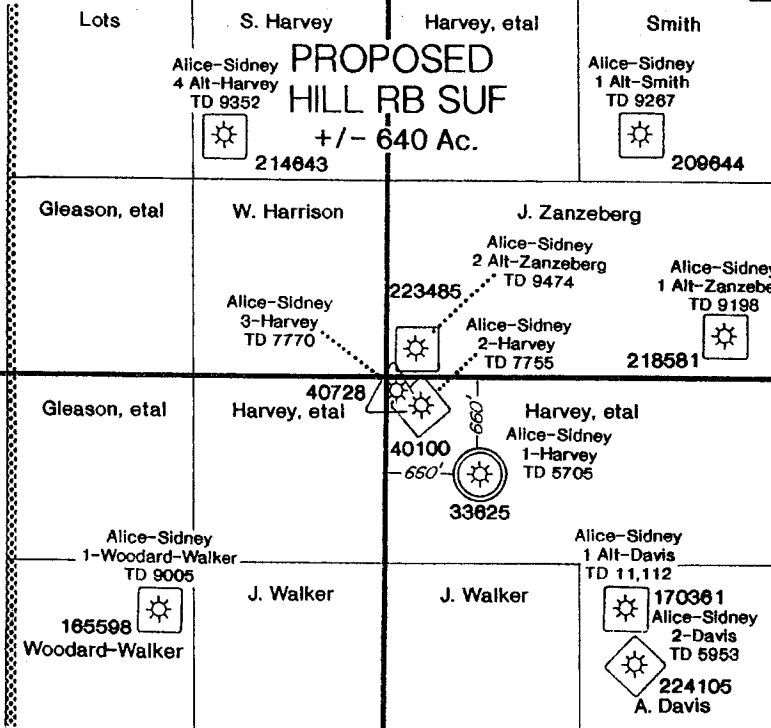 Lots
S. Harvey
Harvey, etal
Smith
Alice-Sidney
4 Alt-Harvey
TD 9352
214643
PROPOSED
HILL RB SUF
+/- 640 Ac.
Alice-Sidney
1 Alt-Smith
TD 9267
209644
Gleason, etal
W. Harrison
J. Zanzeberg
Alice-Sidney
2 Alt-Zanzeberg
TD 9474
223485
Alice-Sidney
1 Alt-Zanzebe
TD 9198
218581
Alice-Sidney
3-Harvey
TD 7770
Alice-Sidney
2-Harvey
TD 7755
40728
Gleason, etal
Harvey, etal
Harvey, etal
40100
660'
660'
Alice-Sidney
1-Harvey
TD 5705
33625
Alice-Sidney
1-Woodard-Walker
TD 9005
165598
Woodard-Walker
J. Walker
J. Walker
Alice-Sidney
1 Alt-Davis
TD 11,112
170361
Alice-Sidney
2-Davis
TD 5953
224105
A. Davis